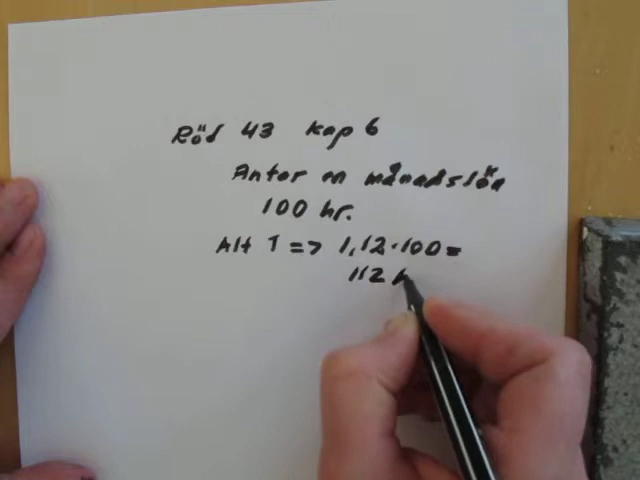 Röd 43 kap 6
Antar en månadslön
100 kr.
Alt 1 => 1,12·100=
112 k